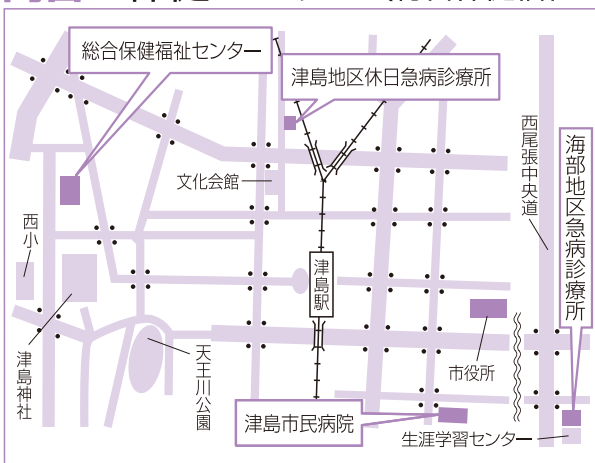 総合保健福祉センター
津島地区休日急病診療所
文化会館
西尾張中央道
海部地区急病診療所
西小
津島駅
津島神社
天王川公園
市役所
津島市民病院
生涯学習センター